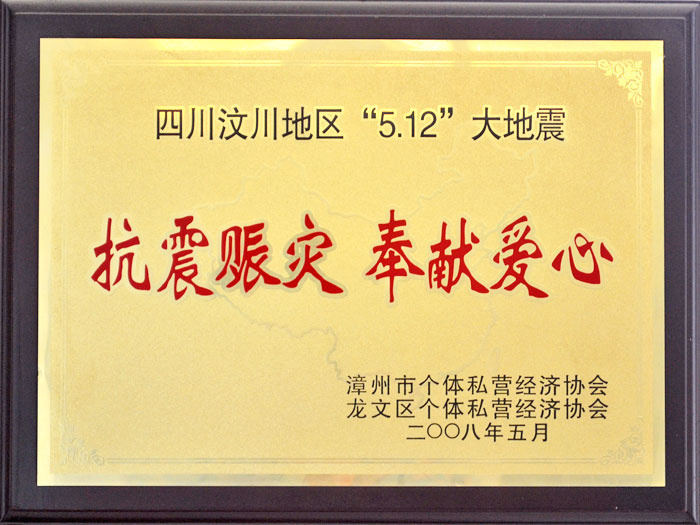 四川汶川地区“5.12”大地震
抗震赈灾 奉献爱心
漳州市个体私营经济协会
龙文区个体私营经济协会
二〇〇八年五月